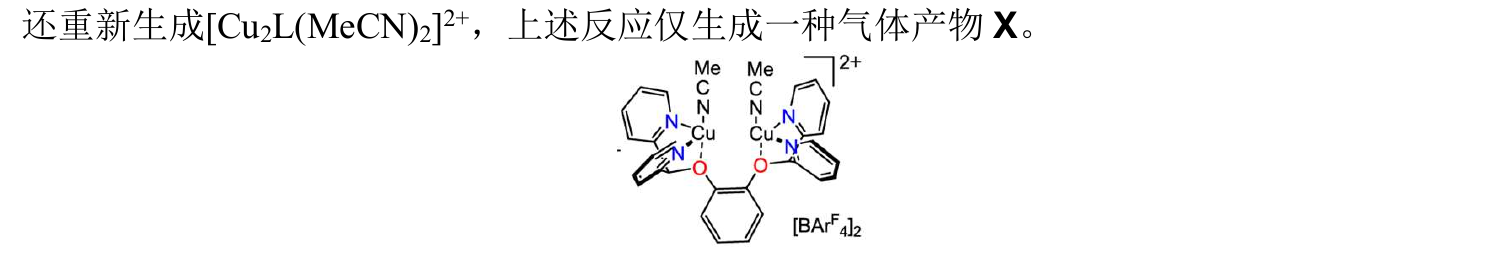 还重新生成[Cu₂L(MeCN)₂]²⁺，上述反应仅生成一种气体产物 X。
Me Me 2+
C C
N N
N N
Cu Cu
N N
O O
[BArF4]2